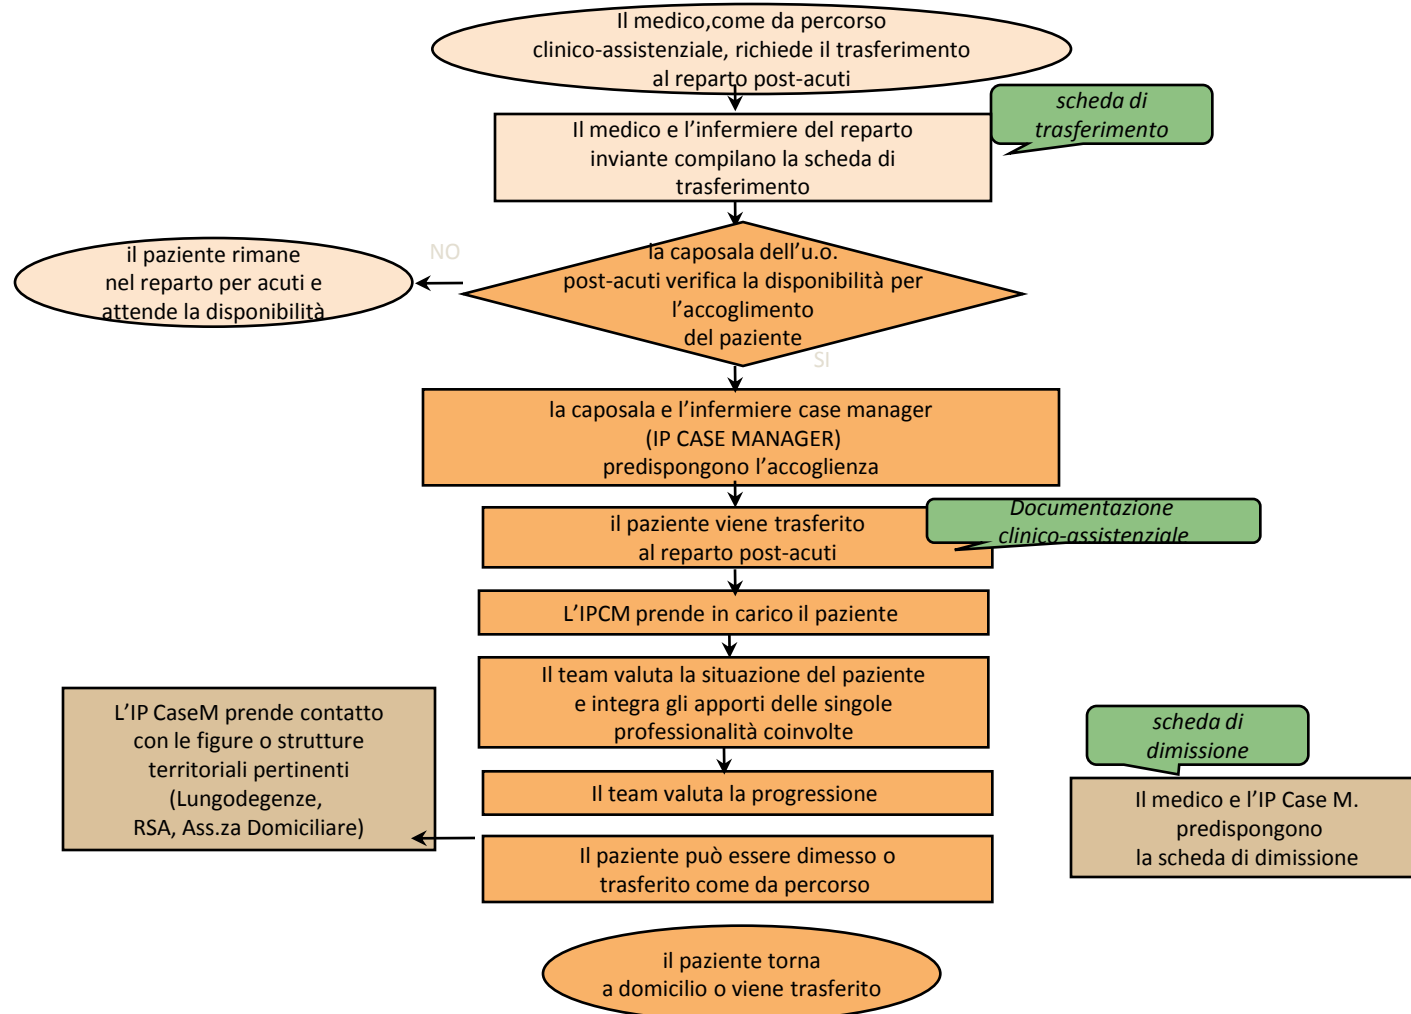 Il medico,come da percorso
clinico-assistenziale, richiede il trasferimento
al reparto post-acuti
scheda di
trasferimento
Il medico e l’infermiere del reparto
inviante compilano la scheda di
trasferimento
NO
il paziente rimane
nel reparto per acuti e
attende la disponibilità
la caposala dell’u.o.
post-acuti verifica la disponibilità per
l’accoglimento
del paziente
SI
la caposala e l’infermiere case manager
(IP CASE MANAGER)
predispongono l’accoglienza
il paziente viene trasferito
al reparto post-acuti
Documentazione
clinico-assistenziale
L’IPCM prende in carico il paziente
Il team valuta la situazione del paziente
e integra gli apporti delle singole
professionalità coinvolte
L’IP CaseM prende contatto
con le figure o strutture
territoriali pertinenti
(Lungodegenze,
RSA, Ass.za Domiciliare)
scheda di
dimissione
Il team valuta la progressione
Il medico e l’IP Case M.
predispongono
la scheda di dimissione
Il paziente può essere dimesso o
trasferito come da percorso
il paziente torna
a domicilio o viene trasferito